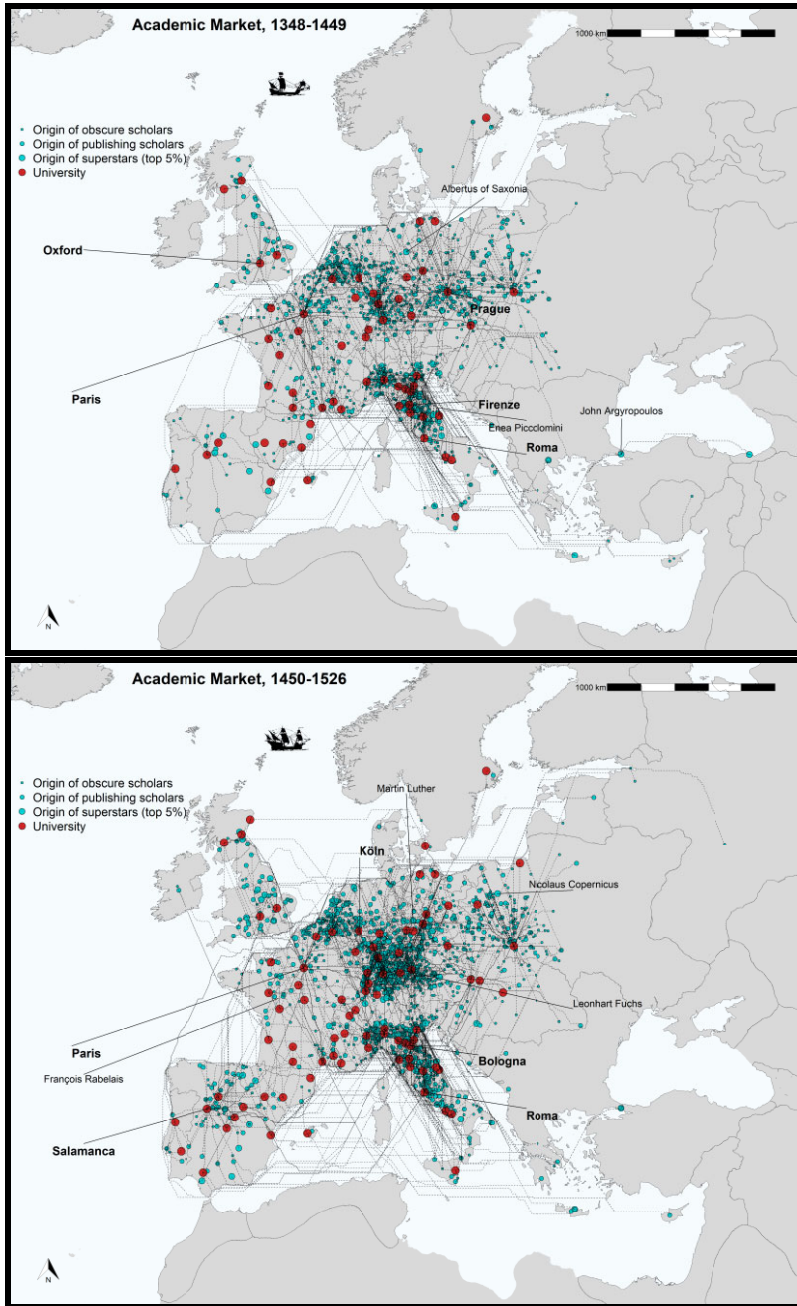 Academic Market, 1348-1449
1000 km
Origin of obscure scholars
Origin of publishing scholars
Origin of superstars (top 5%)
University
Albertus of Saxonia
Oxford
Prague
Paris
Firenze
John Argyropoulos
Enea Piccdomini
Roma
N
Academic Market, 1450-1526
1000 km
Origin of obscure scholars
Origin of publishing scholars
Origin of superstars (top 5%)
University
Martin Luther
Köln
Ncolaus Copernicus
Leonhart Fuchs
Paris
Bologna
François Rabelais
Roma
Salamanca
N